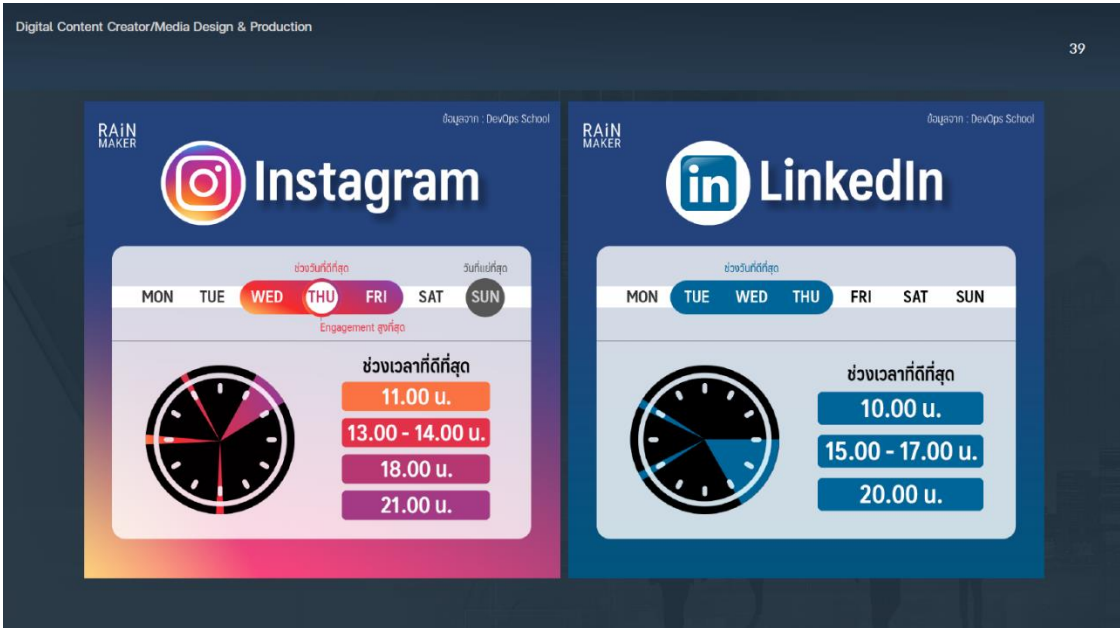 Digital Content Creator/Media Design & Production
39
RAiN
MAKER
ข้อมูลจาก : DevOps School
Instagram
ช่วงวันที่ดีที่สุด
วันที่แย่ที่สุด
MON TUE WED THU FRI SAT SUN
Engagement สูงที่สุด
ช่วงเวลาที่ดีที่สุด
11.00 น.
13.00 - 14.00 น.
18.00 น.
21.00 น.
RAiN
MAKER
ข้อมูลจาก : DevOps School
in LinkedIn
ช่วงวันที่ดีที่สุด
MON TUE WED THU FRI SAT SUN
ช่วงเวลาที่ดีที่สุด
10.00 น.
15.00 - 17.00 น.
20.00 น.